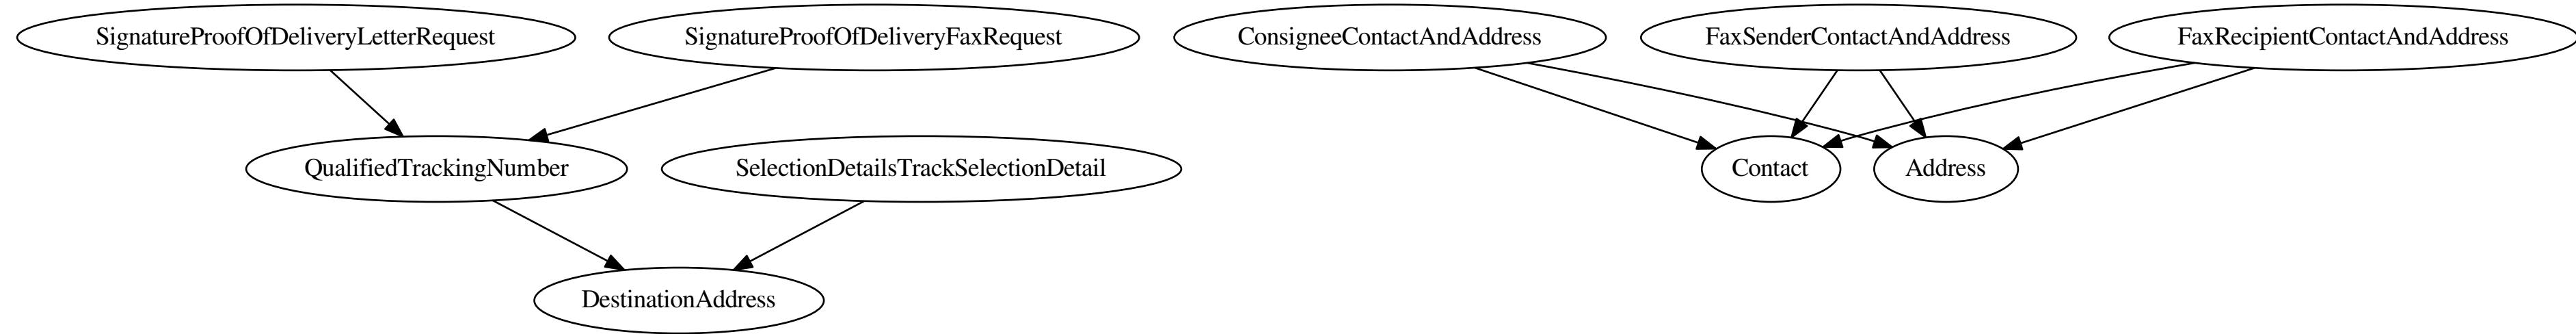 SignatureProofOfDeliveryLetterRequest
SignatureProofOfDeliveryFaxRequest
ConsigneeContactAndAddress
FaxSenderContactAndAddress
FaxRecipientContactAndAddress
QualifiedTrackingNumber
SelectionDetailsTrackSelectionDetail
Contact
Address
DestinationAddress